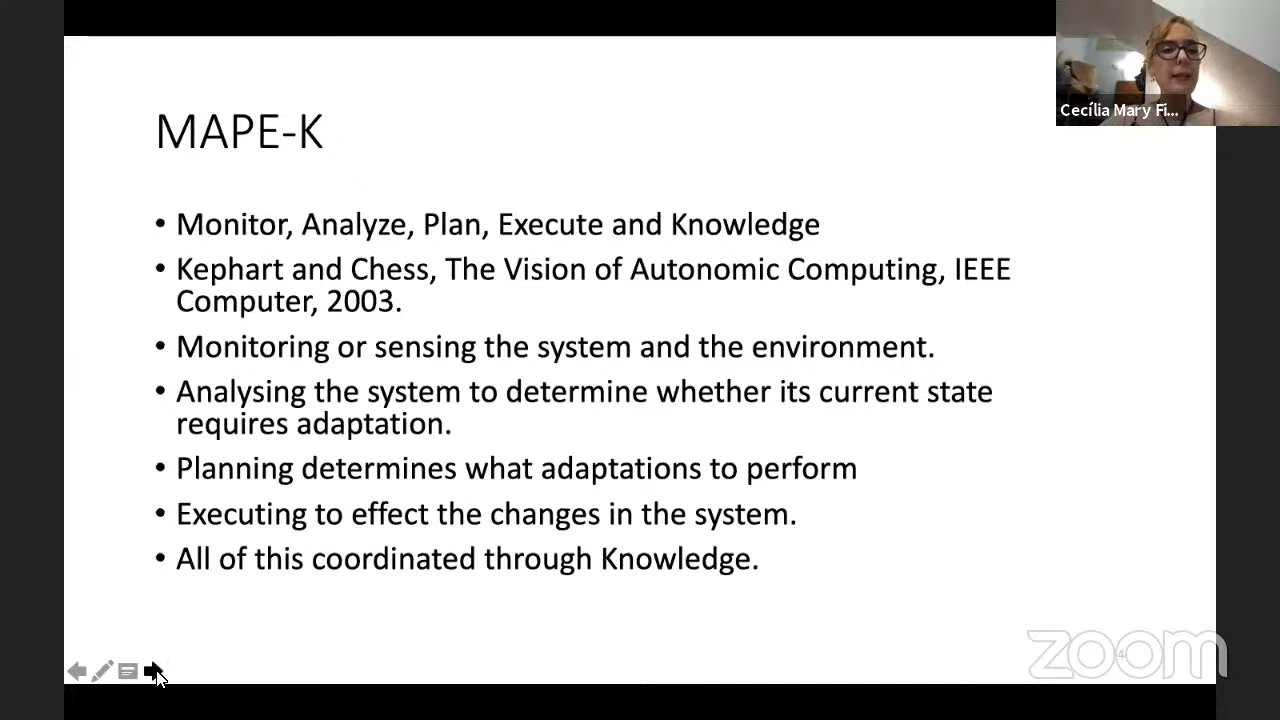 Cecília Mary Fi...
MAPE-K
• Monitor, Analyze, Plan, Execute and Knowledge
• Kephart and Chess, The Vision of Autonomic Computing, IEEE
Computer, 2003.
• Monitoring or sensing the system and the environment.
• Analysing the system to determine whether its current state
requires adaptation.
• Planning determines what adaptations to perform
• Executing to effect the changes in the system.
• All of this coordinated through Knowledge.
zoom